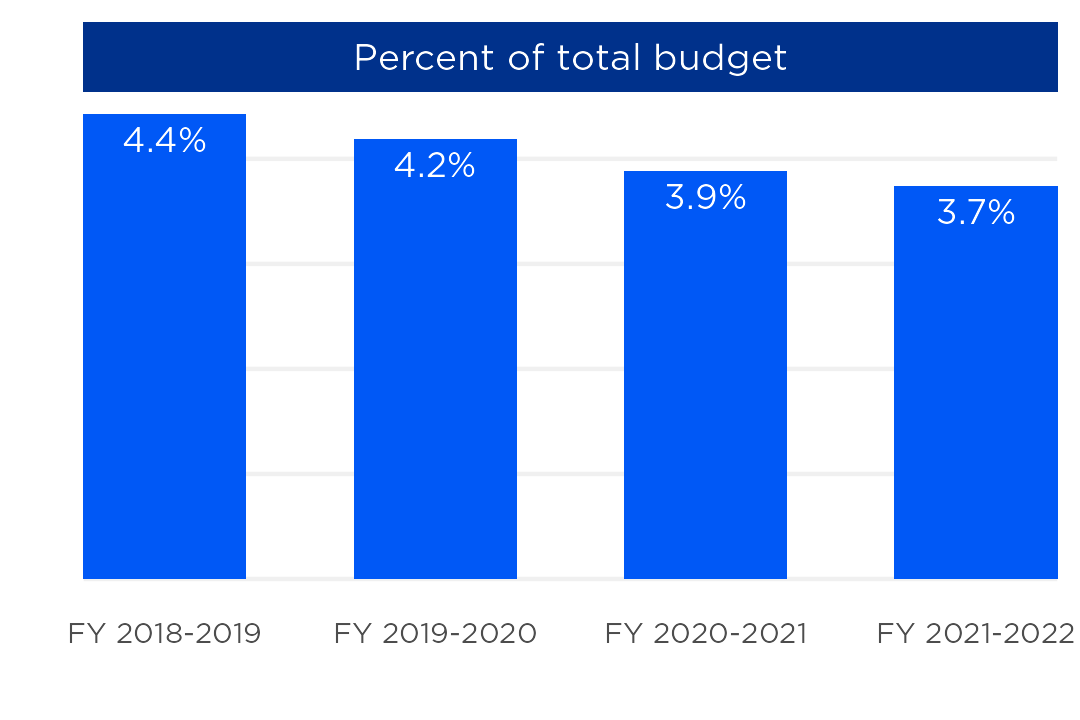 Percent of total budget
4.4%
4.2%
3.9%
3.7%
FY 2018-2019
FY 2019-2020
FY 2020-2021
FY 2021-2022